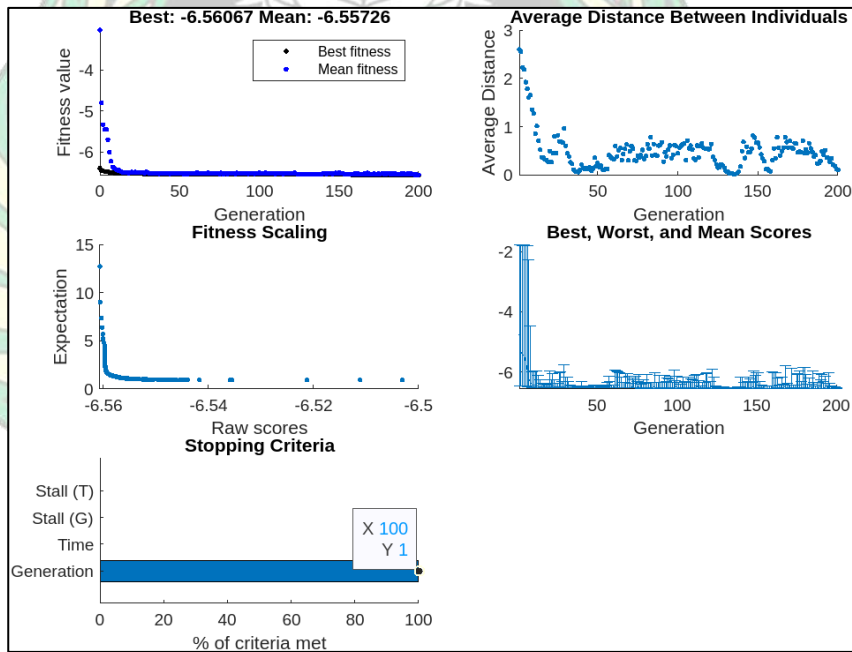 Best: -6.56067 Mean: -6.55726
Fitness value
-4
-5
-6
Best fitness
Mean fitness
0 50 100 150 200
Generation
Average Distance Between Individuals
Average Distance
3
2
1
0
50 100 150 200
Generation
Fitness Scaling
Expectation
15
10
5
0
-6.56 -6.54 -6.52 -6.5
Raw scores
Best, Worst, and Mean Scores
-2
-4
-6
50 100 150 200
Generation
Stopping Criteria
Stall (T)
Stall (G)
Time
Generation
X 100
Y 1
0 20 40 60 80 100
% of criteria met